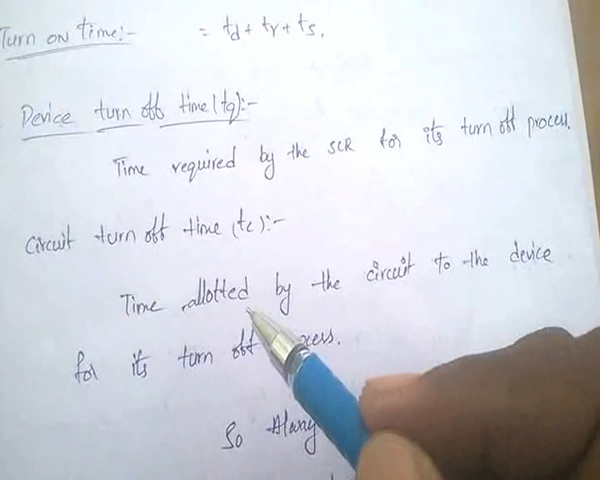 Turn on time:- = td + tr + ts.
Device turn off time (tq):-
Time required by the SCR for its turn off process.
Circuit turn off time (tc):-
Time allotted by the circuit to the device
for its turn off
So Alway